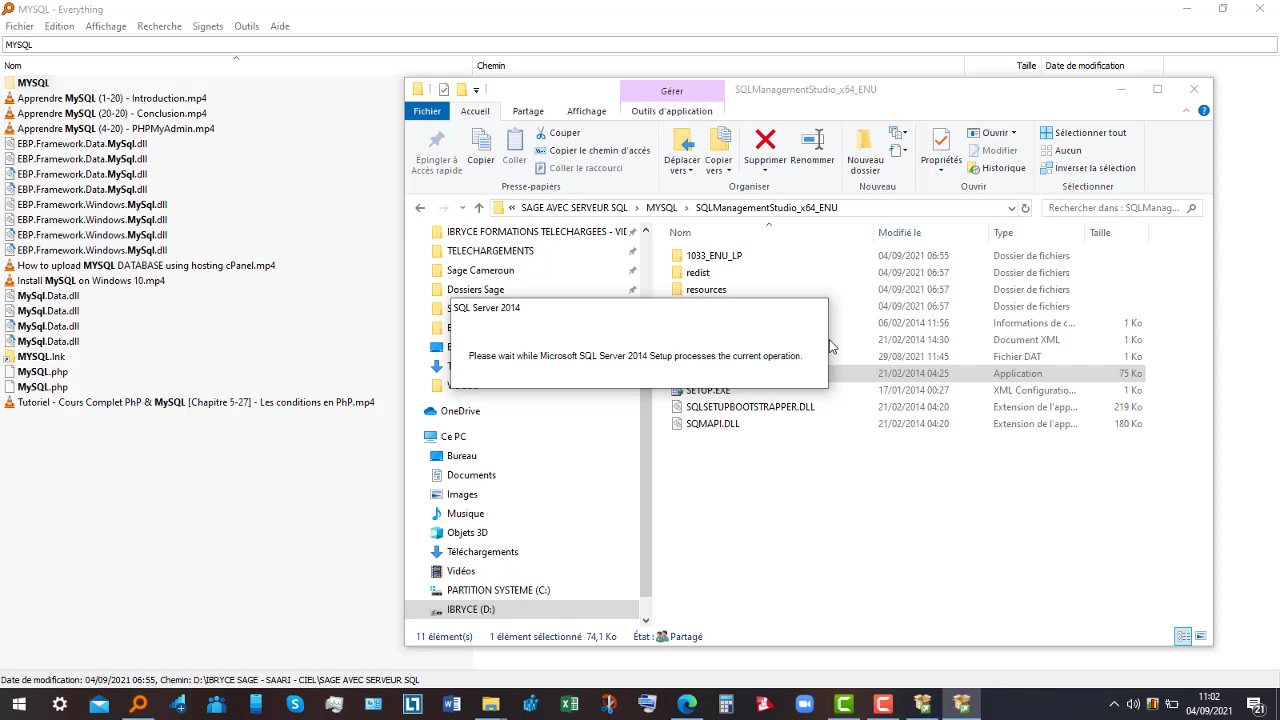 MYSQL - Everything
Fichier Edition Affichage Recherche Signets Outils Aide
MYSQL
Nom Chemin Taille Date de modification
MYSQL
Apprendre MySQL (1-20) - Introduction.mp4
Apprendre MySQL (20-20) - Conclusion.mp4
Apprendre MySQL (4-20) - PHPMyAdmin.mp4
EBP.Framework.Data.MySql.dll
EBP.Framework.Data.MySql.dll
EBP.Framework.Data.MySql.dll
EBP.Framework.Data.MySql.dll
EBP.Framework.Windows.MySql.dll
EBP.Framework.Windows.MySql.dll
EBP.Framework.Windows.MySql.dll
EBP.Framework.Windows.MySql.dll
How to upload MYSQL DATABASE using hosting cPanel.mp4
Install MySQL on Windows 10.mp4
MySql.Data.dll
MySql.Data.dll
MySql.Data.dll
MySql.Data.dll
MYSQL.lnk
MySQL.php
MySQL.php
Tutoriel - Cours Complet PhP & MySQL [Chapitre 5-27] - Les conditions en PhP.mp4
Gérer SQLManagementStudio_x64_ENU
Fichier Accueil Partage Affichage Outils d'application
Épingler à Accès rapide
Copier
Coller
Couper
Copier le chemin d'accès
Coller le raccourci
Presse-papiers
Déplacer vers
Copier vers
Supprimer
Renommer
Organiser
Nouveau dossier
Nouveau
Propriétés
Ouvrir
Modifier
Historique
Ouvrir
Sélectionner tout
Aucun
Inverser la sélection
Sélectionner
« SAGE AVEC SERVEUR SQL MYSQL SQLManagementStudio_x64_ENU
Rechercher dans : SQLManag...
IBRYCE FORMATIONS TELECHARGEES - VID
TELECHARGEMENTS
Sage Cameroun
Dossiers Sage
OneDrive
Ce PC
Bureau
Documents
Images
Musique
Objets 3D
Téléchargements
Vidéos
PARTITION SYSTEME (C:)
IBRYCE (D:)
Nom Modifié le Type Taille
1033_ENU_LP 04/09/2021 06:55 Dossier de fichiers
redist 04/09/2021 06:56 Dossier de fichiers
resources 04/09/2021 06:57 Dossier de fichiers
04/09/2021 06:57 Dossier de fichiers
06/02/2014 11:56 Informations de c... 1 Ko
21/02/2014 14:30 Document XML 1 Ko
29/08/2021 11:45 Fichier DAT 1 Ko
21/02/2014 04:25 Application 75 Ko
SETUP.EXE 17/01/2014 00:27 XML Configuratio... 1 Ko
SQLSETUPBOOTSTRAPPER.DLL 21/02/2014 04:20 Extension de l'app... 219 Ko
SQMAPI.DLL 21/02/2014 04:20 Extension de l'app... 180 Ko
SQL Server 2014
Please wait while Microsoft SQL Server 2014 Setup processes the current operation.
11 élément(s) 1 élément sélectionné 74,1 Ko État : Partagé
Date de modification: 04/09/2021 06:55, Chemin: D:\IBRYCE SAGE - SAARI - CIEL\SAGE AVEC SERVEUR SQL
11:02
04/09/2021
21